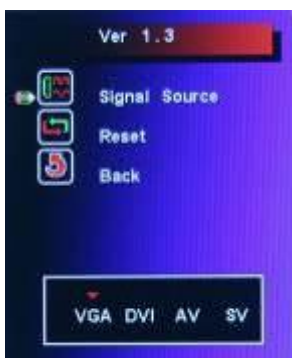 Ver 1.3
Signal Source
Reset
Back
VGA DVI AV SV